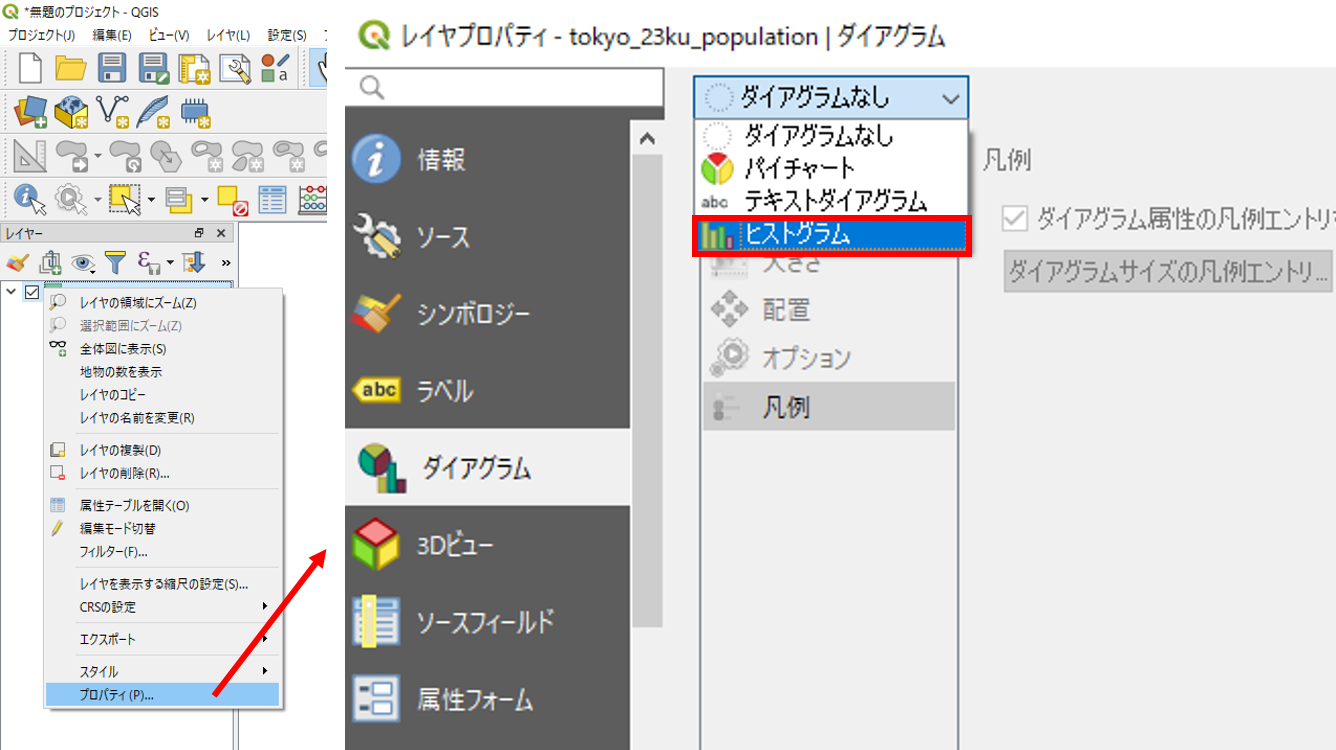 *無題のプロジェクト - QGIS
プロジェクト(J) 編集(E) ビュー(V) レイヤ(L) 設定(S)
a
レイヤー
レイヤの領域にズーム(Z)
選択範囲にズーム(Z)
全体図に表示(S)
地物の数を表示
レイヤのコピー
レイヤの名前を変更(R)
レイヤの複製(D)
レイヤの削除(R)...
属性テーブルを開く(O)
編集モード切替
フィルター(F)...
レイヤを表示する縮尺の設定(S)...
CRSの設定
エクスポート
スタイル
プロパティ(P)...
レイヤプロパティ - tokyo_23ku_population | ダイアグラム
情報
ソース
シンボロジー
abc ラベル
ダイアグラム
3Dビュー
ソースフィールド
属性フォーム
ダイアグラムなし
ダイアグラムなし
パイチャート
abc テキストダイアグラム
ヒストグラム
大きさ
配置
オプション
凡例
凡例
ダイアグラム属性の凡例エントリ
ダイアグラムサイズの凡例エントリ...